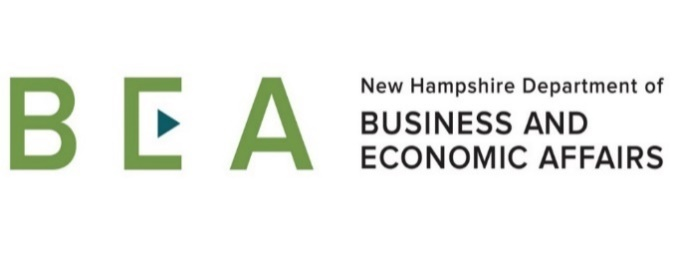 BEA
New Hampshire Department of
BUSINESS AND
ECONOMIC AFFAIRS